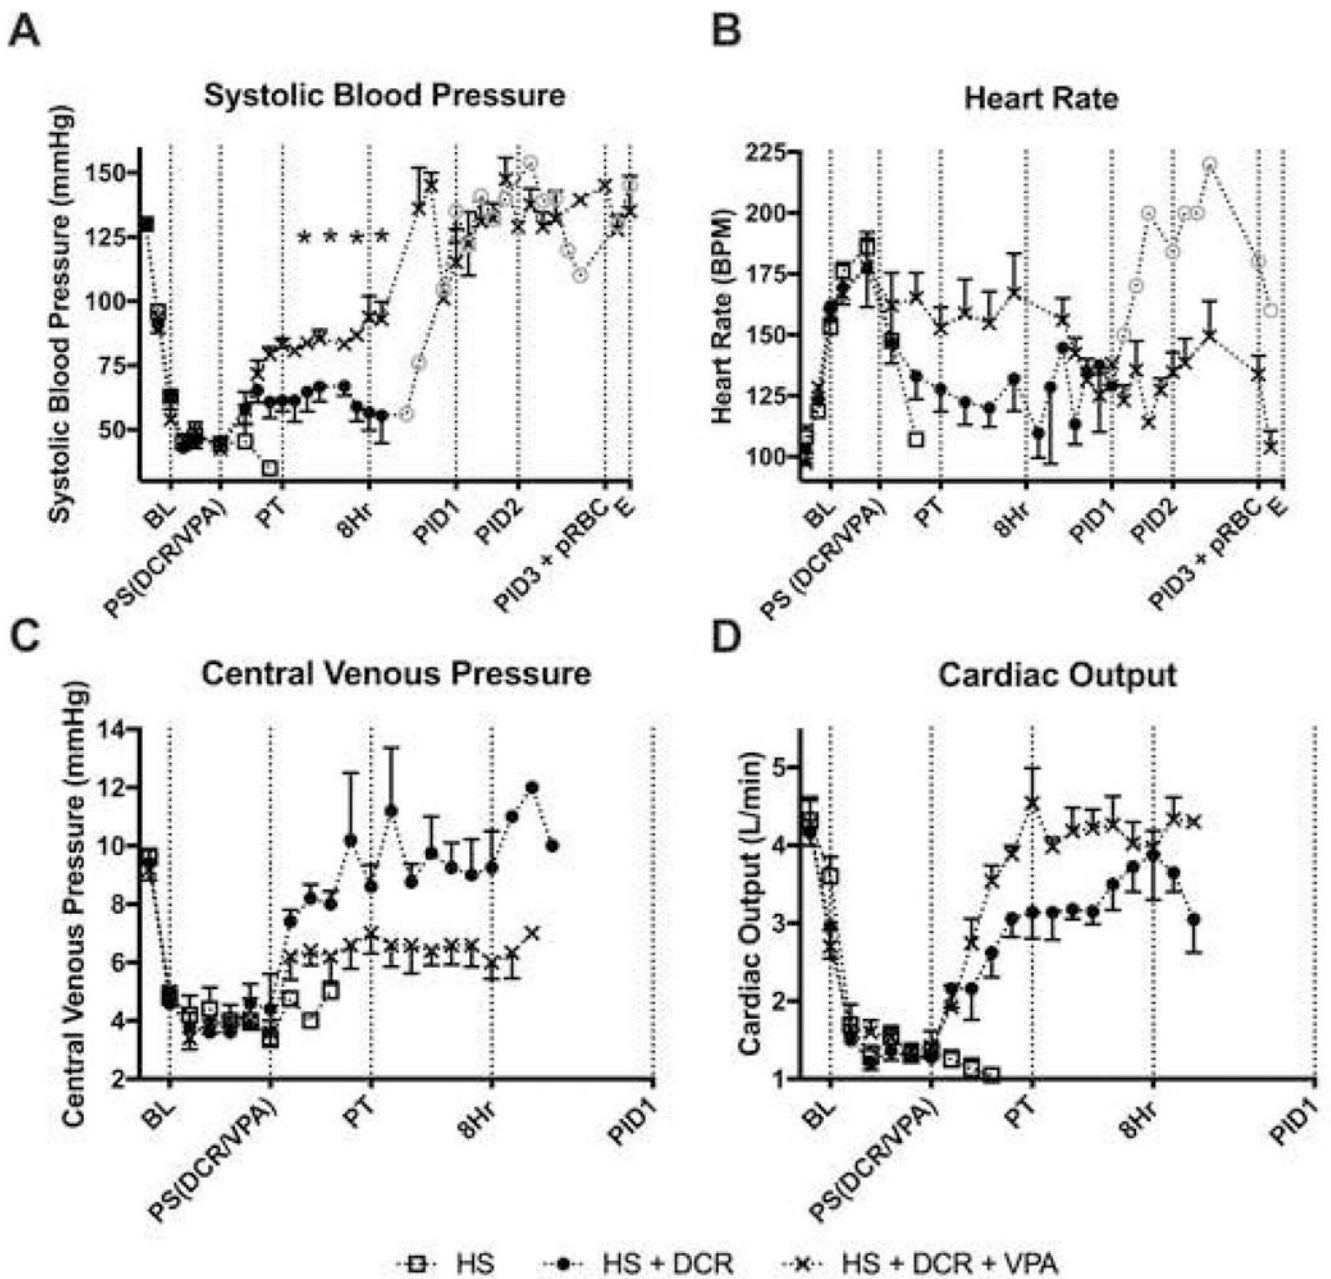 A
B
Systolic Blood Pressure
Heart Rate
Systolic Blood Pressure (mmHg)
150
125
100
75
50
* * * *
BL
PS(DCR/VPA)
PT
8Hr
PID1
PID2
PID3 + pRBC
E
Heart Rate (BPM)
225
200
175
150
125
100
BL
PS (DCR/VPA)
PT
8Hr
PID1
PID2
PID3 + pRBC
E
C
D
Central Venous Pressure
Cardiac Output
Central Venous Pressure (mmHg)
14
12
10
8
6
4
2
BL
PS(DCR/VPA)
PT
8Hr
PID1
Cardiac Output (L/min)
5
4
3
2
1
BL
PS(DCR/VPA)
PT
8Hr
PID1
HS HS + DCR HS + DCR + VPA